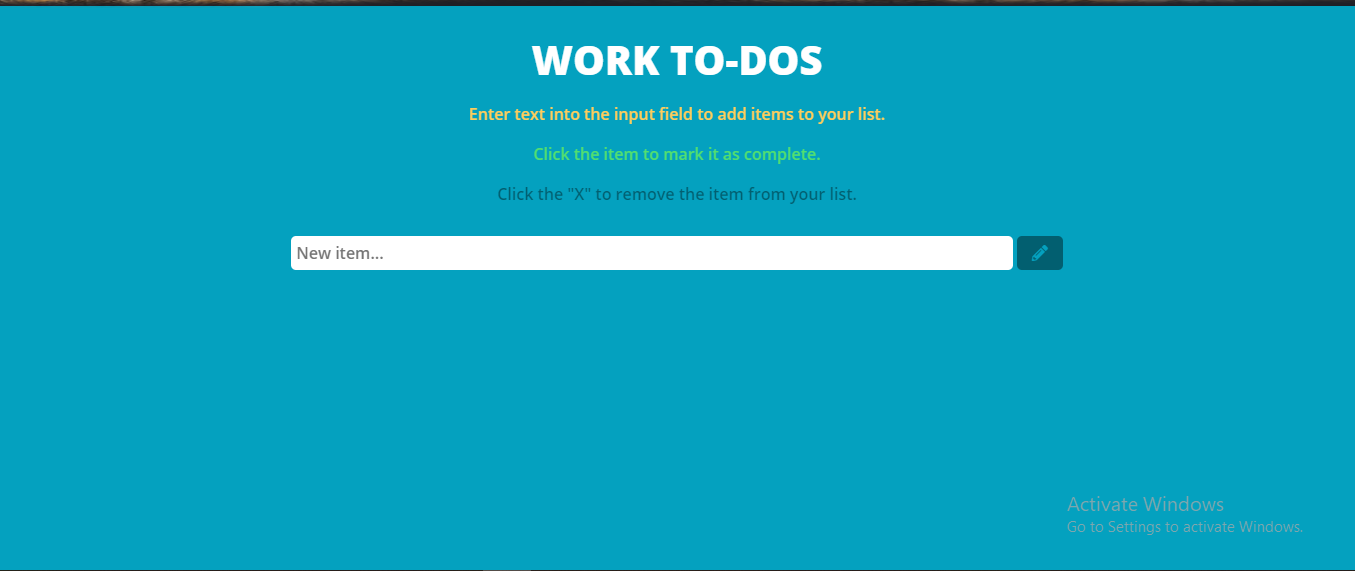 WORK TO-DOS
Enter text into the input field to add items to your list.
Click the item to mark it as complete.
Click the "X" to remove the item from your list.
New item...
Activate Windows
Go to Settings to activate Windows.